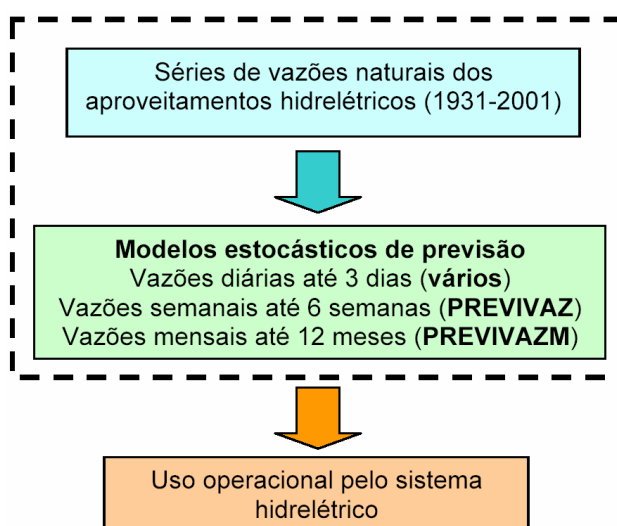 Séries de vazões naturais dos
aproveitamentos hidrelétricos (1931-2001)
Modelos estocásticos de previsão
Vazões diárias até 3 dias (vários)
Vazões semanais até 6 semanas (PREVIVAZ)
Vazões mensais até 12 meses (PREVIVAZM)
Uso operacional pelo sistema
hidrelétrico